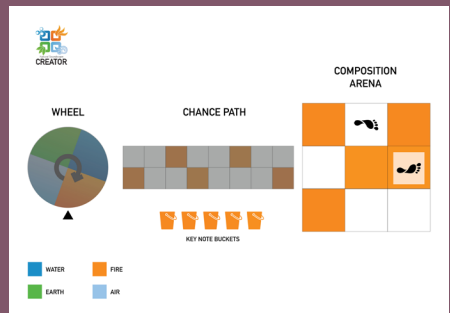 CREATOR
WHEEL
CHANCE PATH
COMPOSITION
ARENA
KEY NOTE BUCKETS
WATER
FIRE
EARTH
AIR